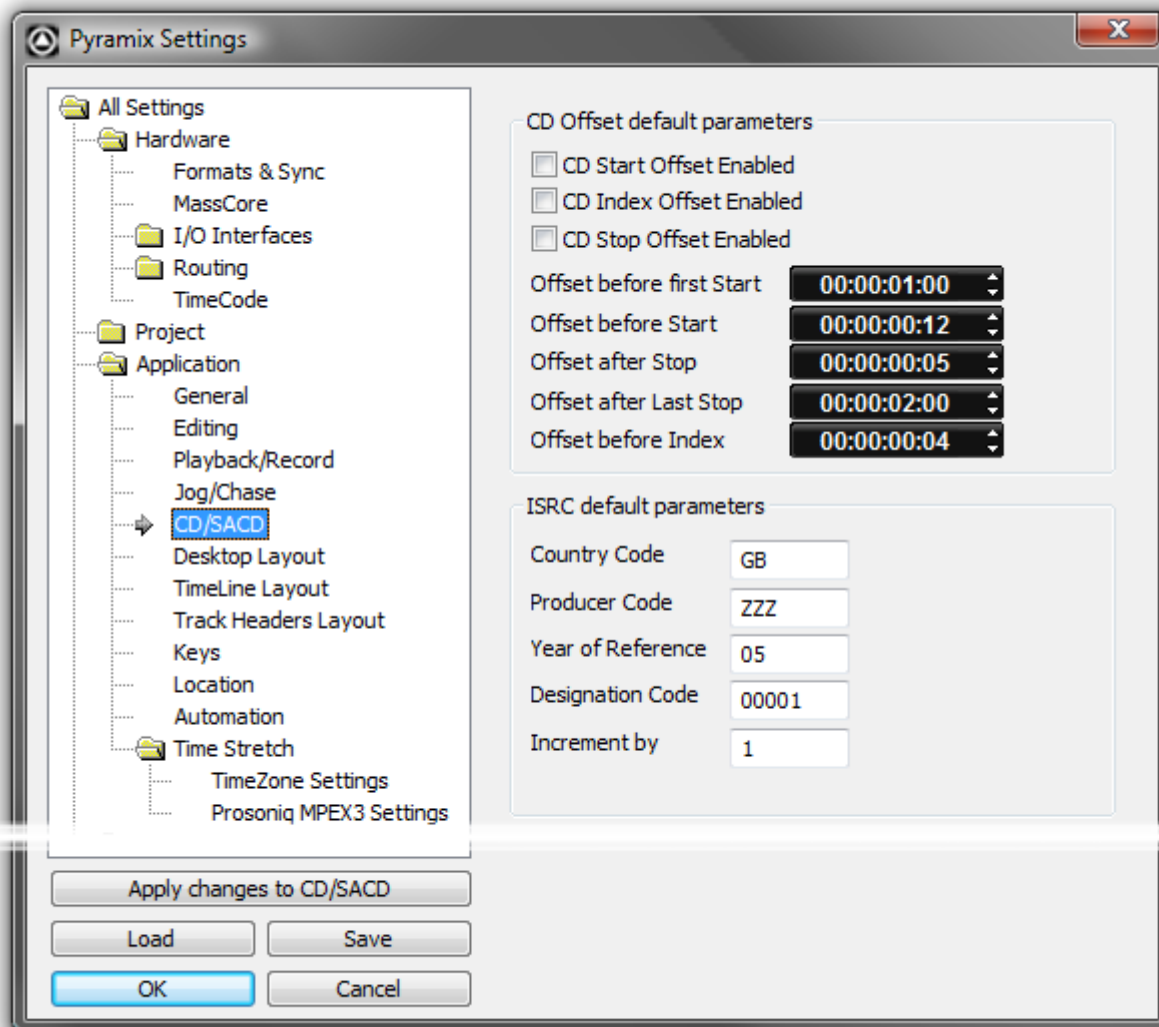 Pyramix Settings
All Settings
Hardware
Formats & Sync
MassCore
I/O Interfaces
Routing
TimeCode
Project
Application
General
Editing
Playback/Record
Jog/Chase
CD/SACD
Desktop Layout
TimeLine Layout
Track Headers Layout
Keys
Location
Automation
Time Stretch
TimeZone Settings
Prosoniq MPEX3 Settings
Apply changes to CD/SACD
Load Save
OK Cancel
CD Offset default parameters
CD Start Offset Enabled
CD Index Offset Enabled
CD Stop Offset Enabled
Offset before first Start 00:00:01:00
Offset before Start 00:00:00:12
Offset after Stop 00:00:00:05
Offset after Last Stop 00:00:02:00
Offset before Index 00:00:00:04
ISRC default parameters
Country Code GB
Producer Code ZZZ
Year of Reference 05
Designation Code 00001
Increment by 1